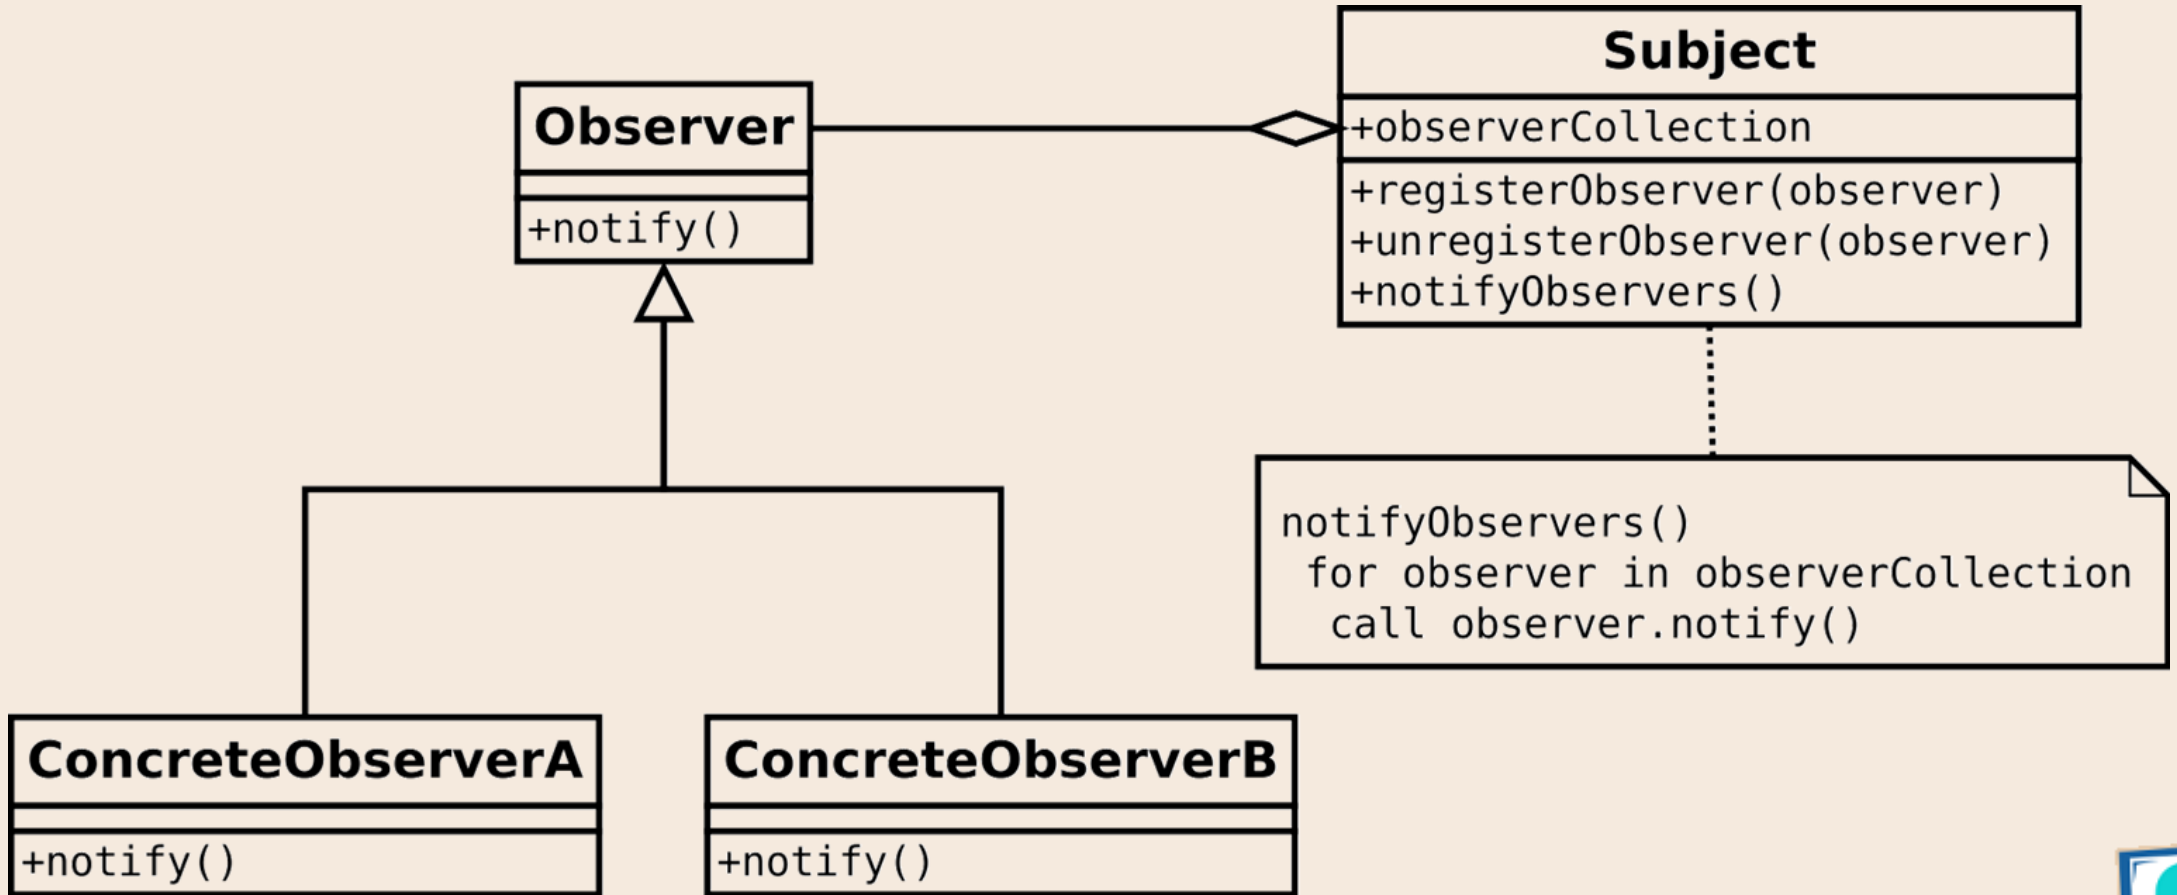 Observer
+notify()
Subject
+observerCollection
+registerObserver(observer)
+unregisterObserver(observer)
+notifyObservers()
notifyObservers()
for observer in observerCollection
call observer.notify()
ConcreteObserverA
+notify()
ConcreteObserverB
+notify()